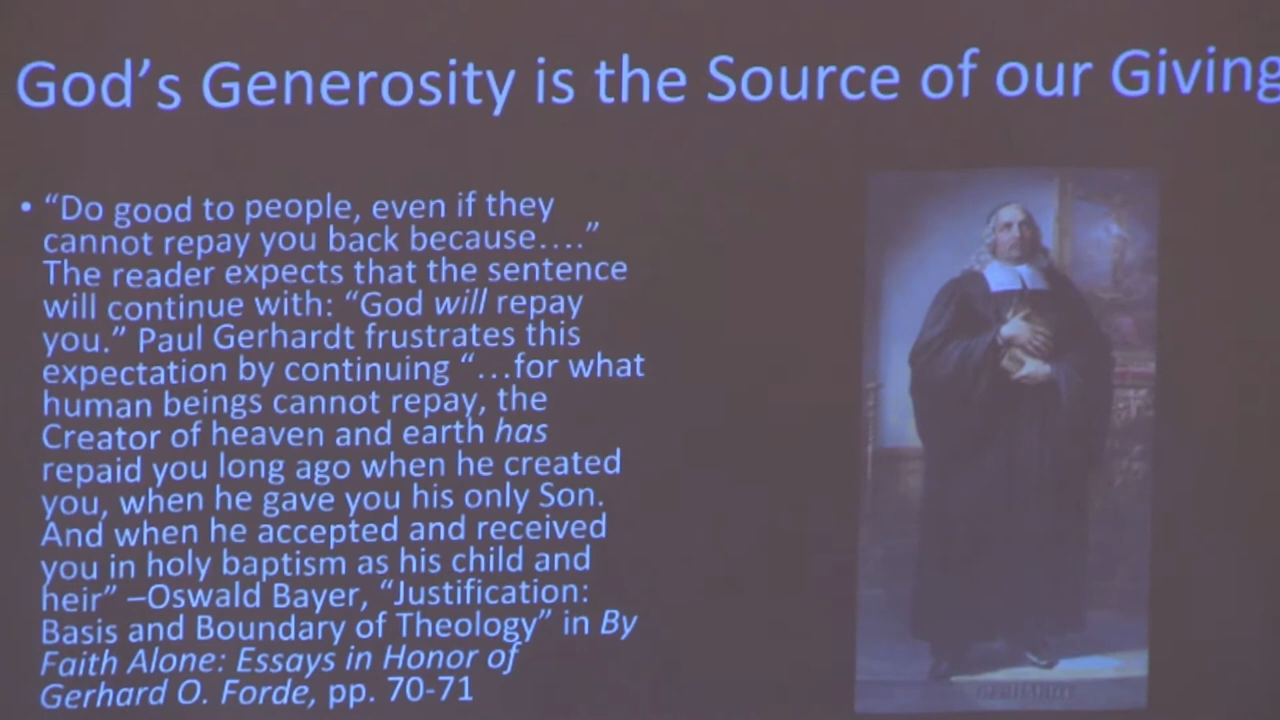 God’s Generosity is the Source of our Giving
• “Do good to people, even if they
cannot repay you back because….”
The reader expects that the sentence
will continue with: “God will repay
you.” Paul Gerhardt frustrates this
expectation by continuing “…for what
human beings cannot repay, the
Creator of heaven and earth has
repaid you long ago when he created
you, when he gave you his only Son.
And when he accepted and received
you in holy baptism as his child and
heir” –Oswald Bayer, “Justification:
Basis and Boundary of Theology” in By
Faith Alone: Essays in Honor of
Gerhard O. Forde, pp. 70-71
GERHARDT